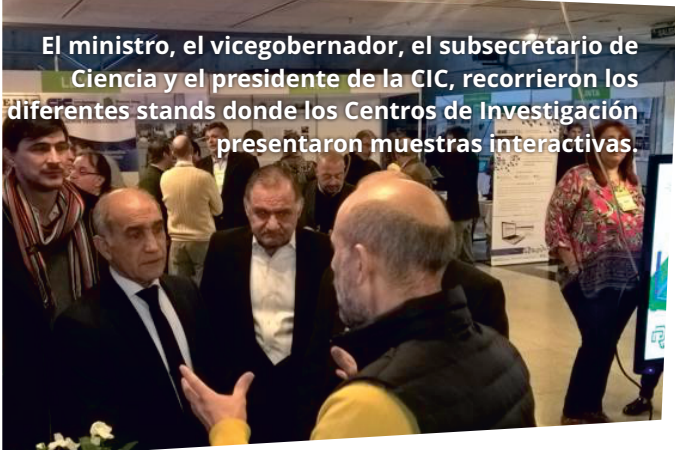 El ministro, el vicegobernador, el subsecretario de
Ciencia y el presidente de la CIC, recorrieron los
diferentes stands donde los Centros de Investigación
presentaron muestras interactivas.